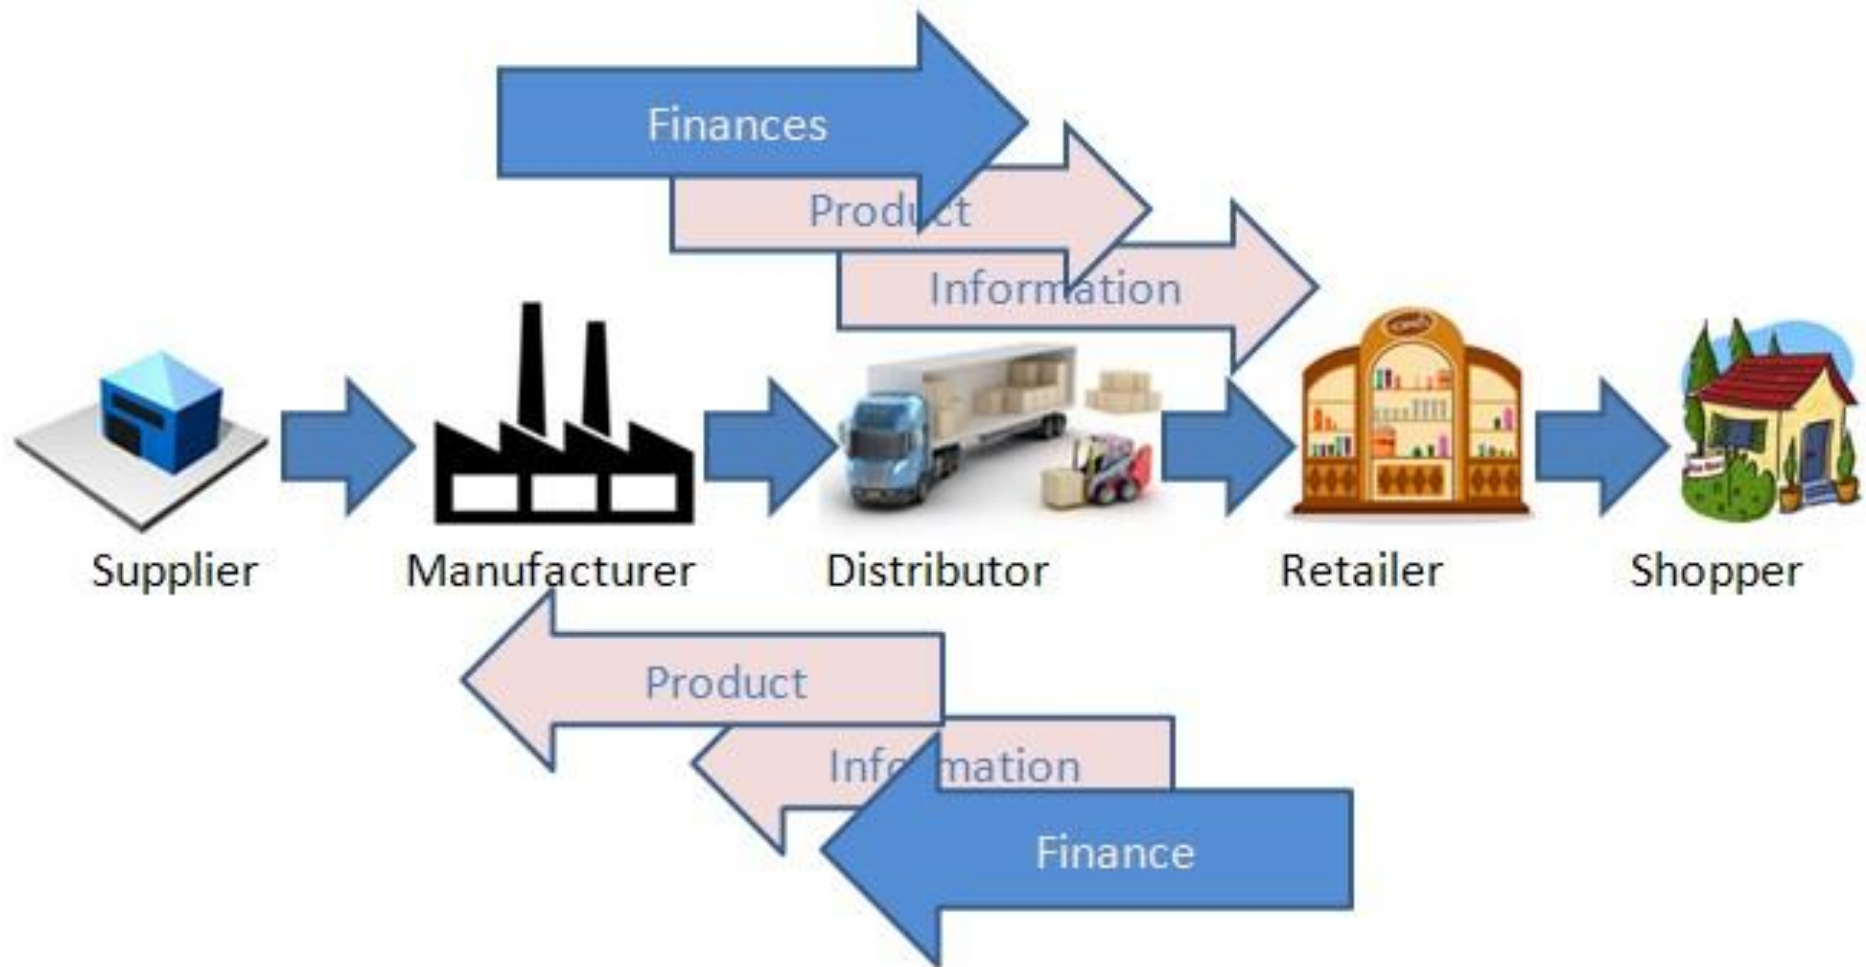 Finances
Product
Information
Supplier
Manufacturer
Distributor
Retailer
Shopper
Product
Information
Finance